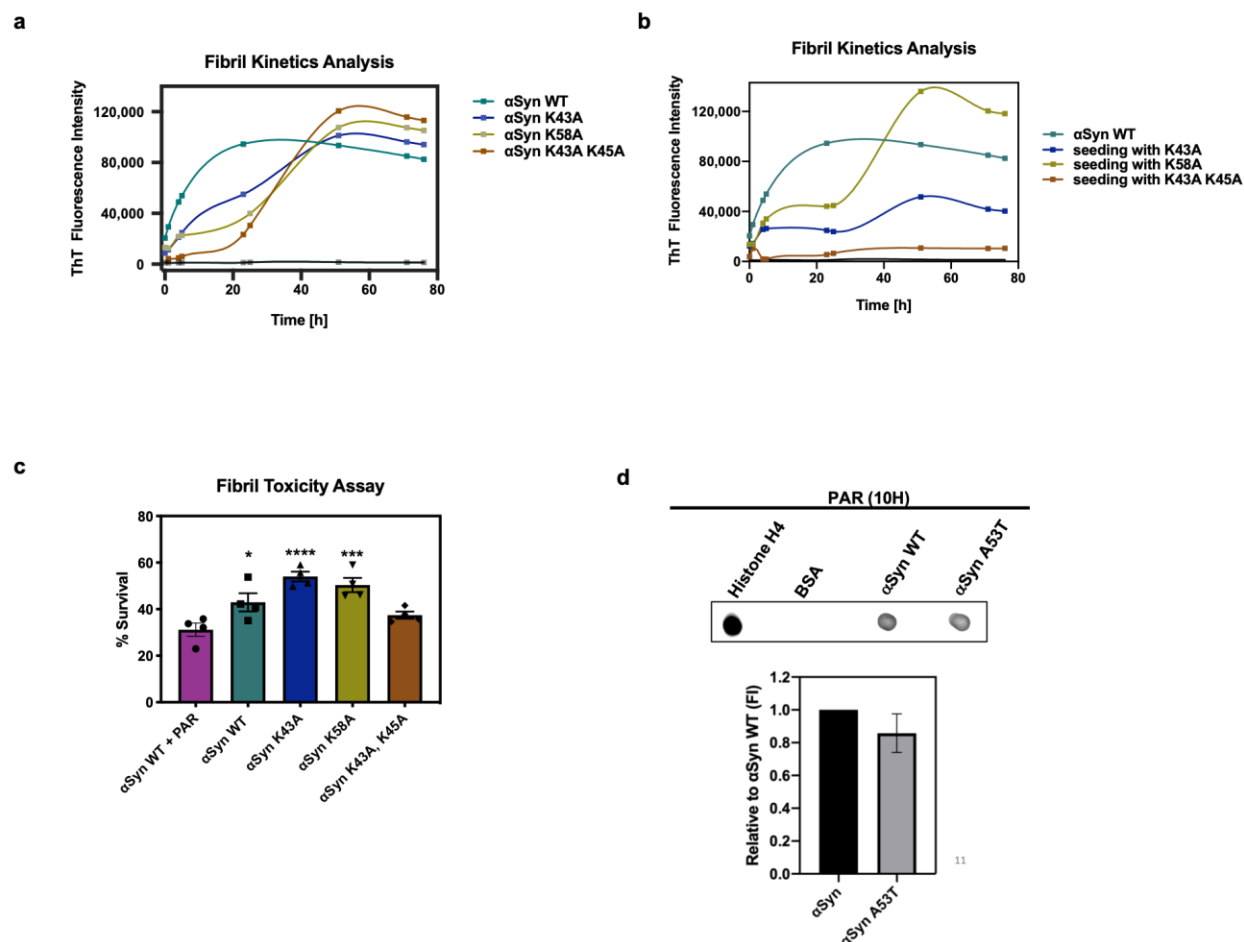 a
Fibril Kinetics Analysis
ThT Fluorescence Intensity
120,000
80,000
40,000
0
0 20 40 60 80
Time [h]
αSyn WT
αSyn K43A
αSyn K58A
αSyn K43A K45A
b
Fibril Kinetics Analysis
ThT Fluorescence Intensity
120,000
80,000
40,000
0
0 20 40 60 80
Time [h]
αSyn WT
seeding with K43A
seeding with K58A
seeding with K43A K45A
c
Fibril Toxicity Assay
% Survival
80
60
40
20
0
* **** ***
αSyn WT + PAR
αSyn WT
αSyn K43A
αSyn K58A
αSyn K43A, K45A
d
PAR (10H)
Histone H4
BSA
αSyn WT
αSyn A53T
Relative to αSyn WT (FI)
1.2
1.0
0.8
0.6
0.4
0.2
0.0
αSyn
αSyn A53T
11